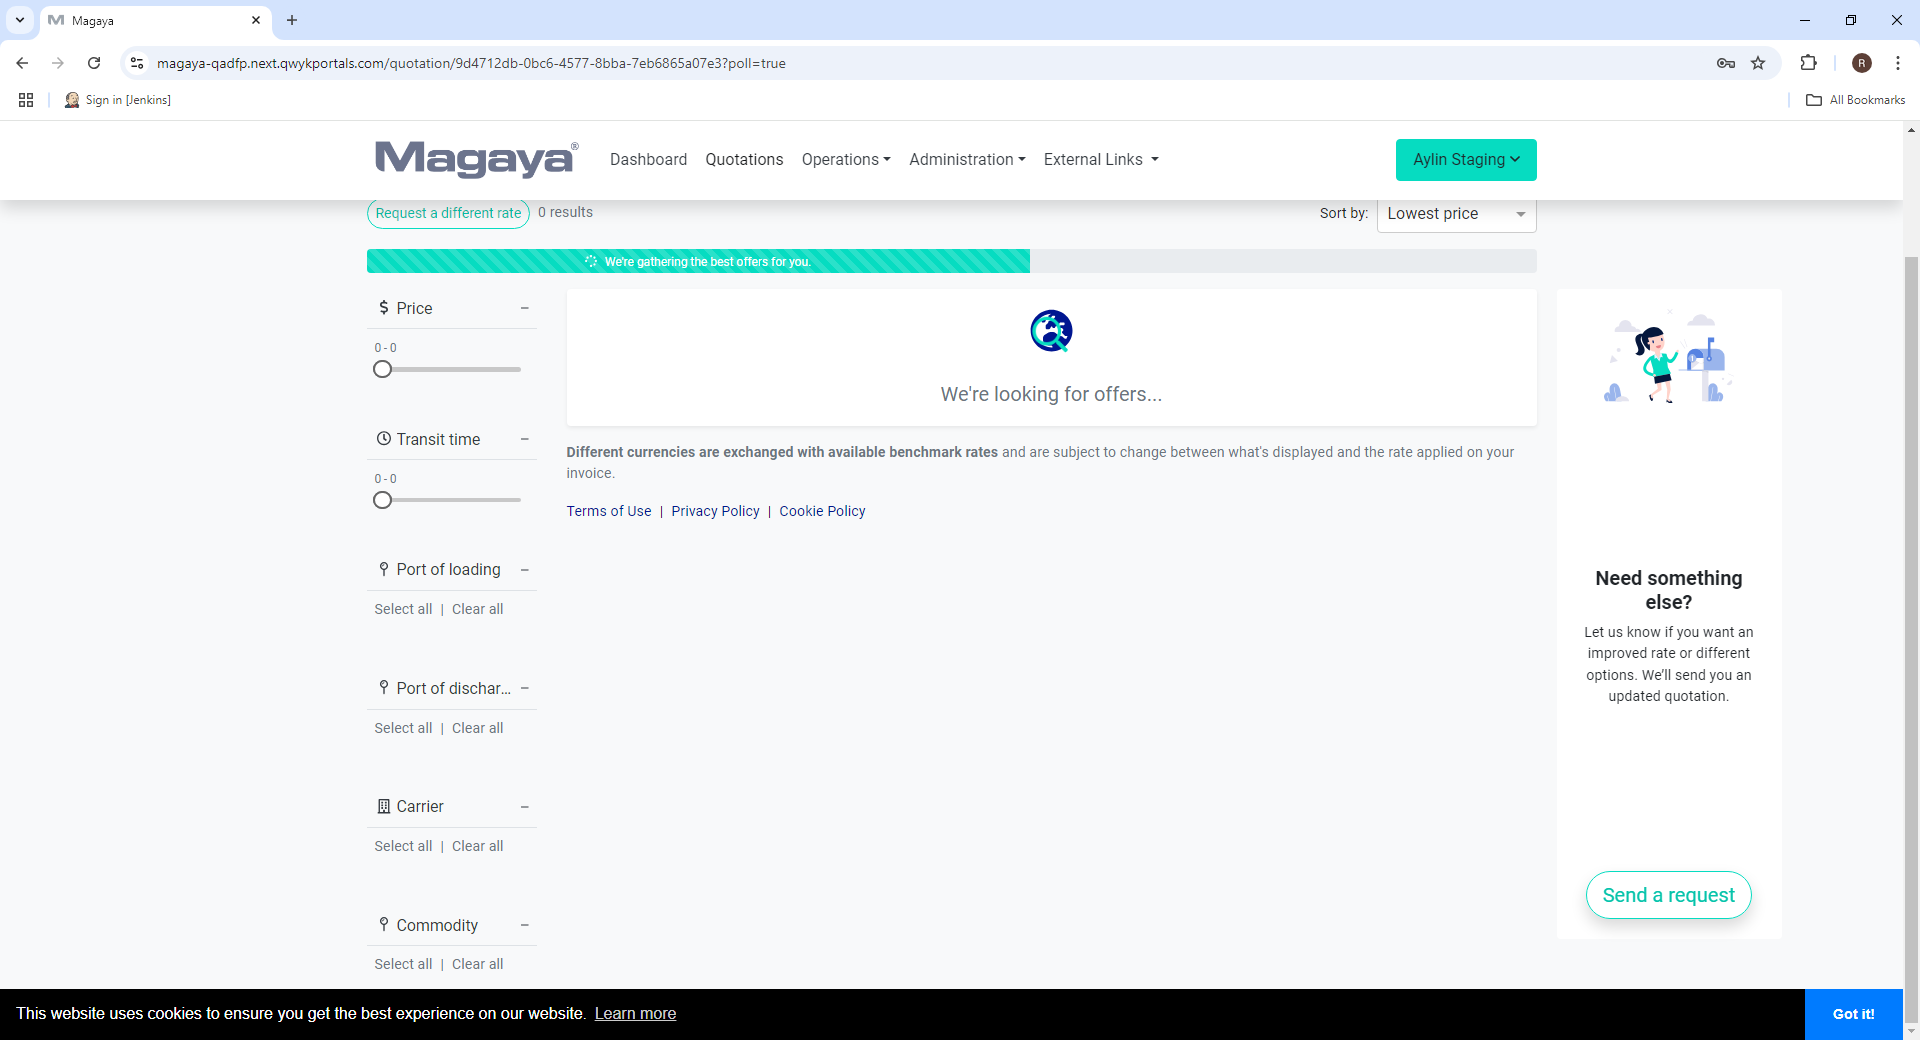 Magaya
magaya-qadfp.next.qwykportals.com/quotation/9d4712db-0bc6-4577-8bba-7eb6865a07e3?poll=true
R
Sign in [Jenkins]
All Bookmarks
Magaya®
Dashboard
Quotations
Operations
Administration
External Links
Aylin Staging
Request a different rate
0 results
Sort by:
Lowest price
We're gathering the best offers for you.
Price
0 - 0
Transit time
0 - 0
Port of loading
Select all | Clear all
Port of dischar...
Select all | Clear all
Carrier
Select all | Clear all
Commodity
Select all | Clear all
We're looking for offers...
Different currencies are exchanged with available benchmark rates and are subject to change between what's displayed and the rate applied on your
invoice.
Terms of Use | Privacy Policy | Cookie Policy
Need something
else?
Let us know if you want an
improved rate or different
options. We’ll send you an
updated quotation.
Send a request
This website uses cookies to ensure you get the best experience on our website. Learn more
Got it!